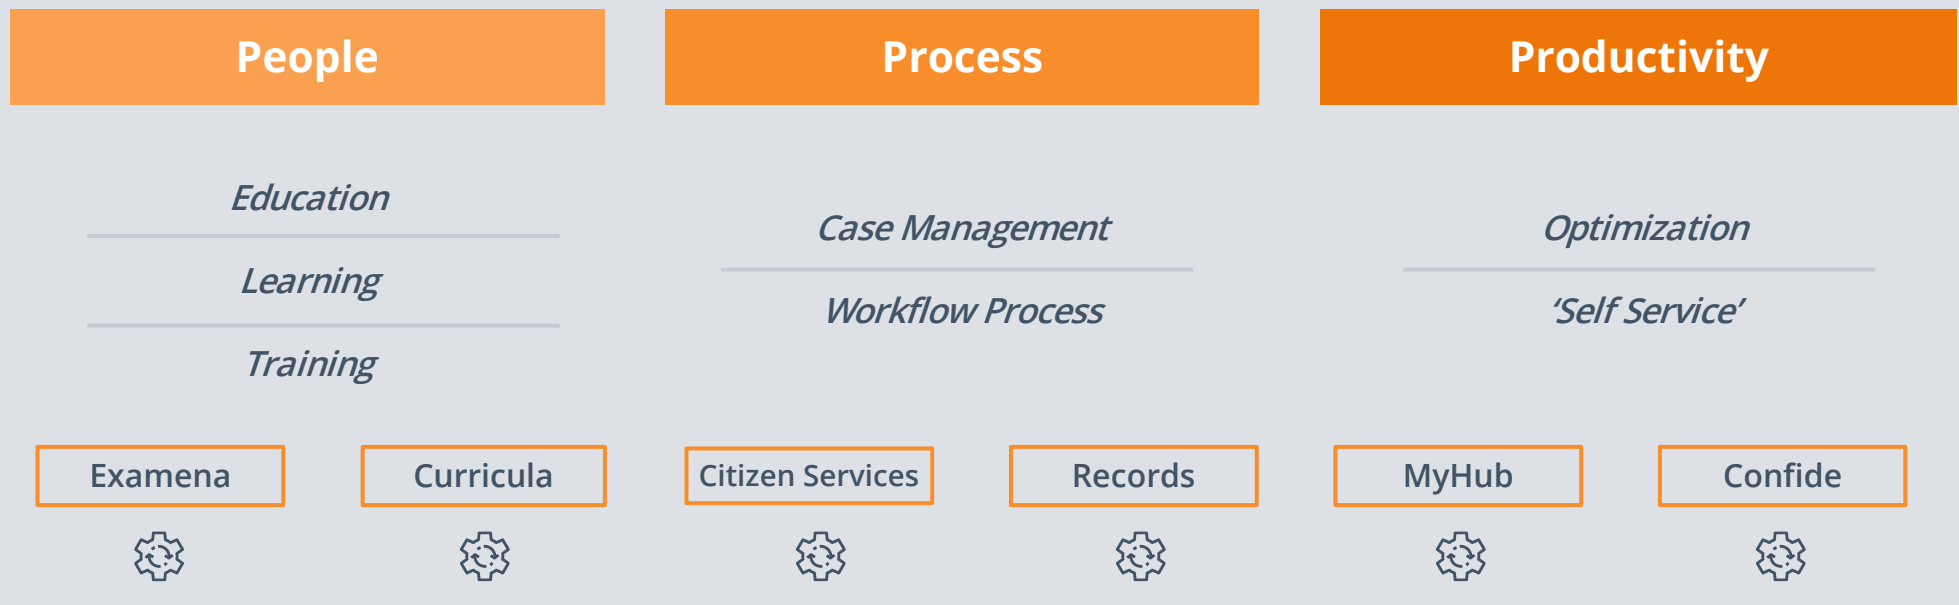 People
Process
Productivity
Education
Learning
Training
Case Management
Workflow Process
Optimization
‘Self Service’
Examena
Curricula
Citizen Services
Records
MyHub
Confide